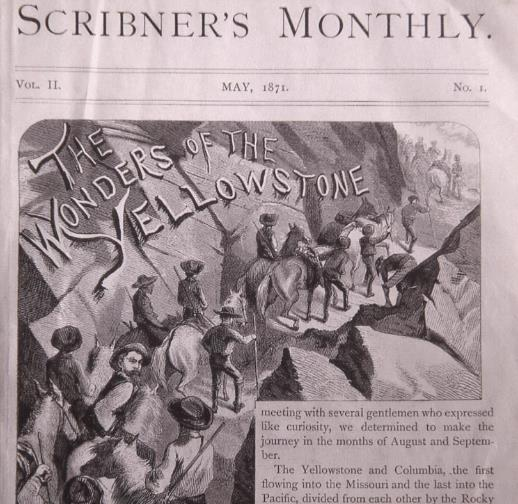 SCRIBNER'S MONTHLY.
VOL. II. MAY, 1871. No. 1.
THE
WONDERS OF THE
YELLOWSTONE
meeting with several gentlemen who expressed
like curiosity, we determined to make the
journey in the months of August and Septem-
ber.
The Yellowstone and Columbia, the first
flowing into the Missouri and the last into the
Pacific, divided from each other by the Rocky